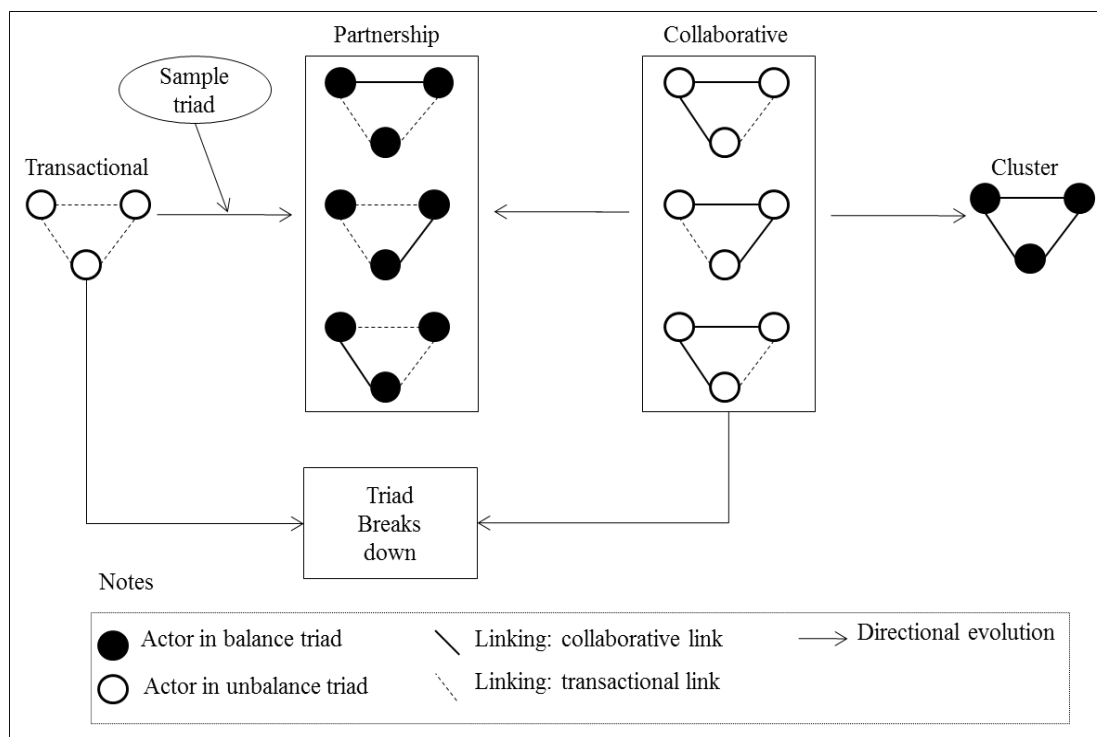 Partnership
Collaborative
Sample
triad
Transactional
Cluster
Triad
Breaks
down
Notes
Actor in balance triad
Linking: collaborative link
Directional evolution
Actor in unbalance triad
Linking: transactional link